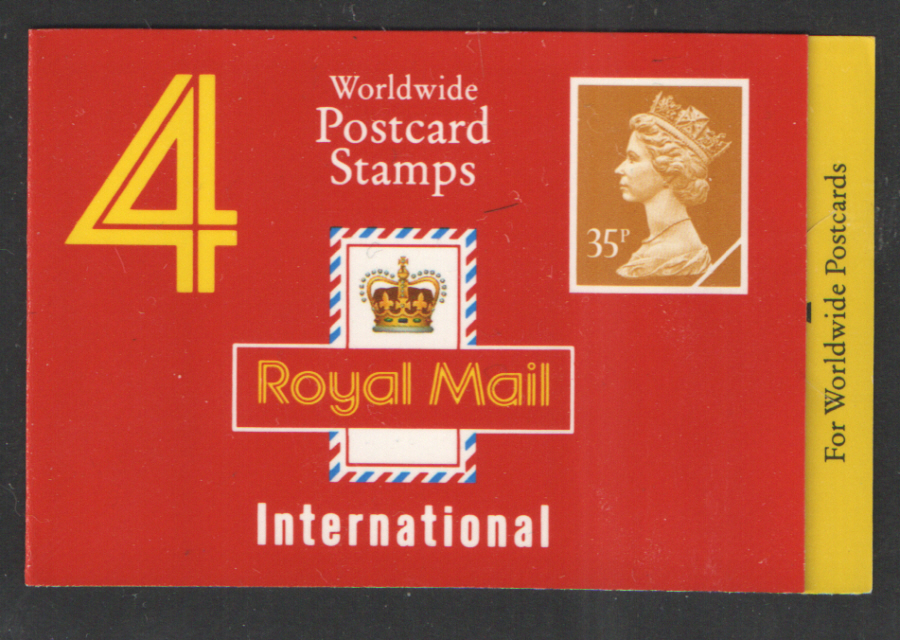 4
Worldwide
Postcard
Stamps
35P
Royal Mail
International
For Worldwide Postcards